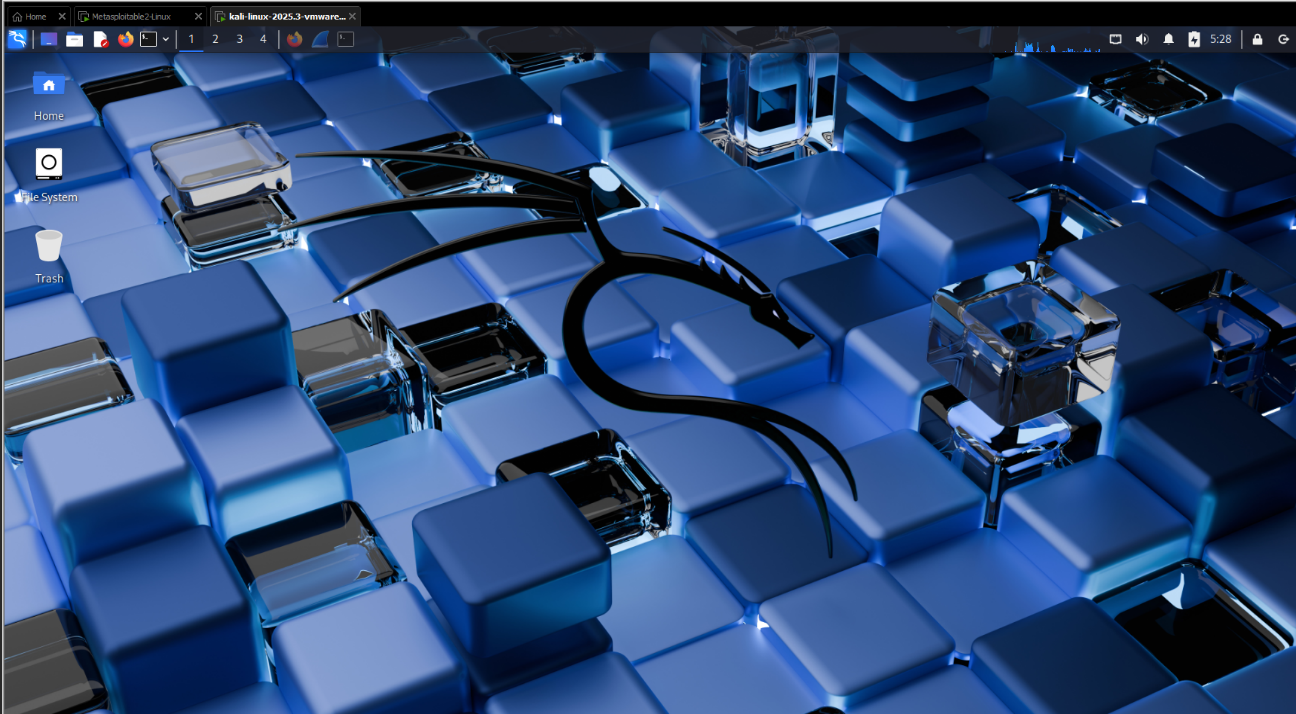 Home
Metasploitable2-Linux
kali-linux-2025.3-vmware...
1 2 3 4
5:28
Home
File System
Trash